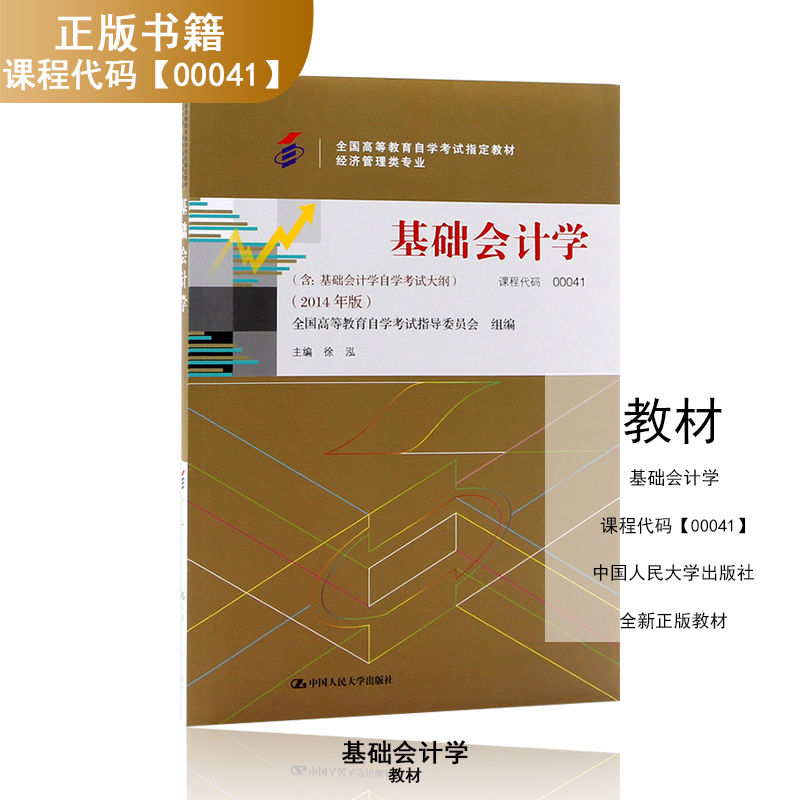 正版书籍
课程代码【00041】
全国高等教育自学考试指定教材
经济管理类专业
基础会计学
（含: 基础会计学自学考试大纲） 课程代码 00041
（2014 年版）
全国高等教育自学考试指导委员会 组编
主编 徐 泓
中国人民大学出版社
会计学
教材
基础会计学
课程代码【00041】
中国人民大学出版社
全新正版教材
基础会计学
教材